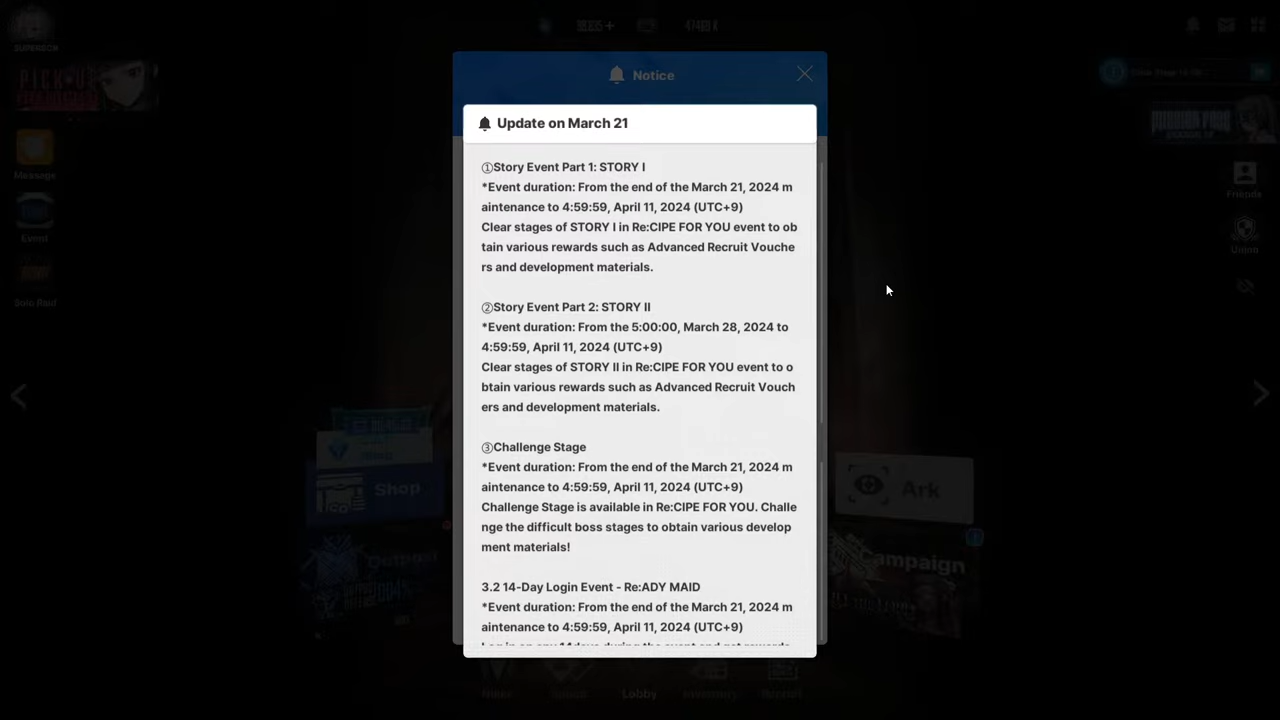 SUPERIOR
47483
Notice
PICK-UP
Update on March 21
①Story Event Part 1: STORY I
*Event duration: From the end of the March 21, 2024 m
aintenance to 4:59:59, April 11, 2024 (UTC+9)
Clear stages of STORY I in Re:CIPE FOR YOU event to ob
tain various rewards such as Advanced Recruit Vouche
rs and development materials.
②Story Event Part 2: STORY II
*Event duration: From the 5:00:00, March 28, 2024 to
4:59:59, April 11, 2024 (UTC+9)
Clear stages of STORY II in Re:CIPE FOR YOU event to o
btain various rewards such as Advanced Recruit Vouch
ers and development materials.
③Challenge Stage
*Event duration: From the end of the March 21, 2024 m
aintenance to 4:59:59, April 11, 2024 (UTC+9)
Challenge Stage is available in Re:CIPE FOR YOU. Challe
nge the difficult boss stages to obtain various develop
ment materials!
3.2 14-Day Login Event - Re:ADY MAID
*Event duration: From the end of the March 21, 2024 m
aintenance to 4:59:59, April 11, 2024 (UTC+9)
Message
Event
Solo Raid
Friends
Union
Shop
Ark
Outpost
Campaign
Lobby
Inventory
Recruit